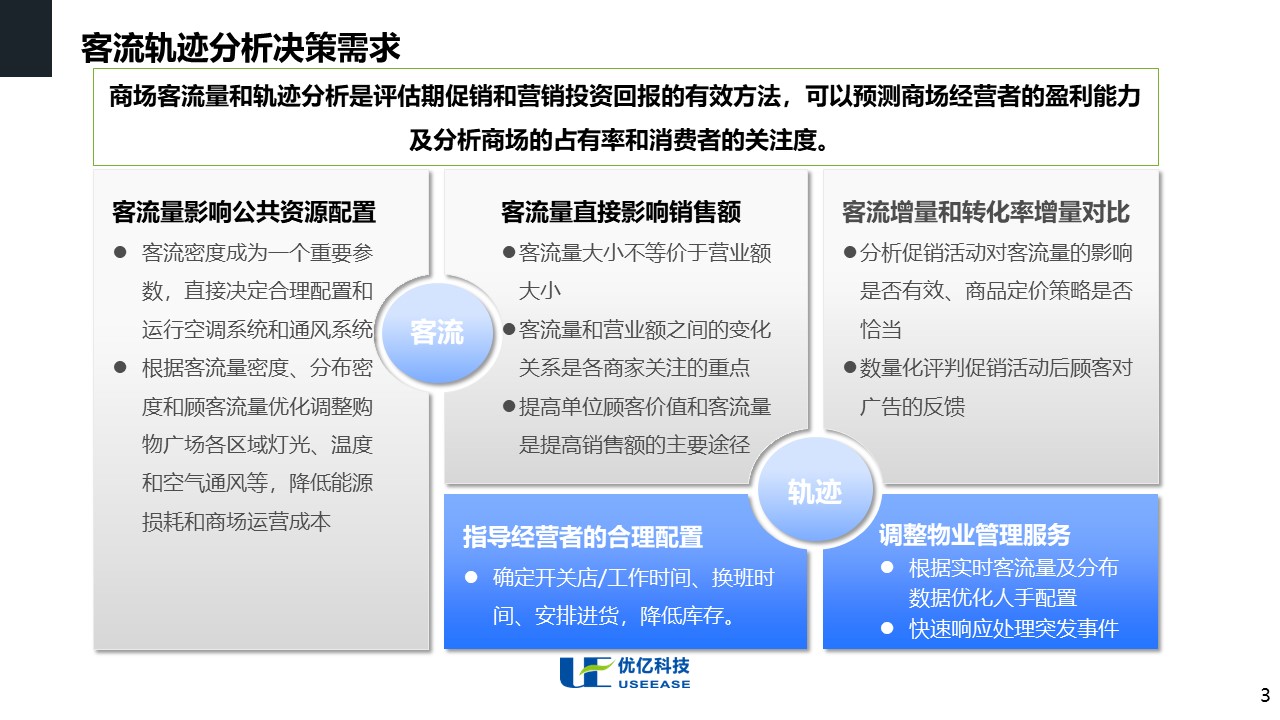 客流轨迹分析决策需求
商场客流量和轨迹分析是评估期促销和营销投资回报的有效方法，可以预测商场经营者的盈利能力
及分析商场的占有率和消费者的关注度。
客流量影响公共资源配置
● 客流密度成为一个重要参
数，直接决定合理配置和
运行空调系统和通风系统
● 根据客流量密度、分布密
度和顾客流量优化调整购
物广场各区域灯光、温度
和空气通风等，降低能源
损耗和商场运营成本
客流
客流量直接影响销售额
●客流量大小不等价于营业额
大小
●客流量和营业额之间的变化
关系是各商家关注的重点
●提高单位顾客价值和客流量
是提高销售额的主要途径
客流增量和转化率增量对比
●分析促销活动对客流量的影响
是否有效、商品定价策略是否
恰当
●数量化评判促销活动后顾客对
广告的反馈
轨迹
指导经营者的合理配置
● 确定开关店/工作时间、换班时
间、安排进货，降低库存。
调整物业管理服务
● 根据实时客流量及分布
数据优化人手配置
● 快速响应处理突发事件
UE 优亿科技
USEEASE
3